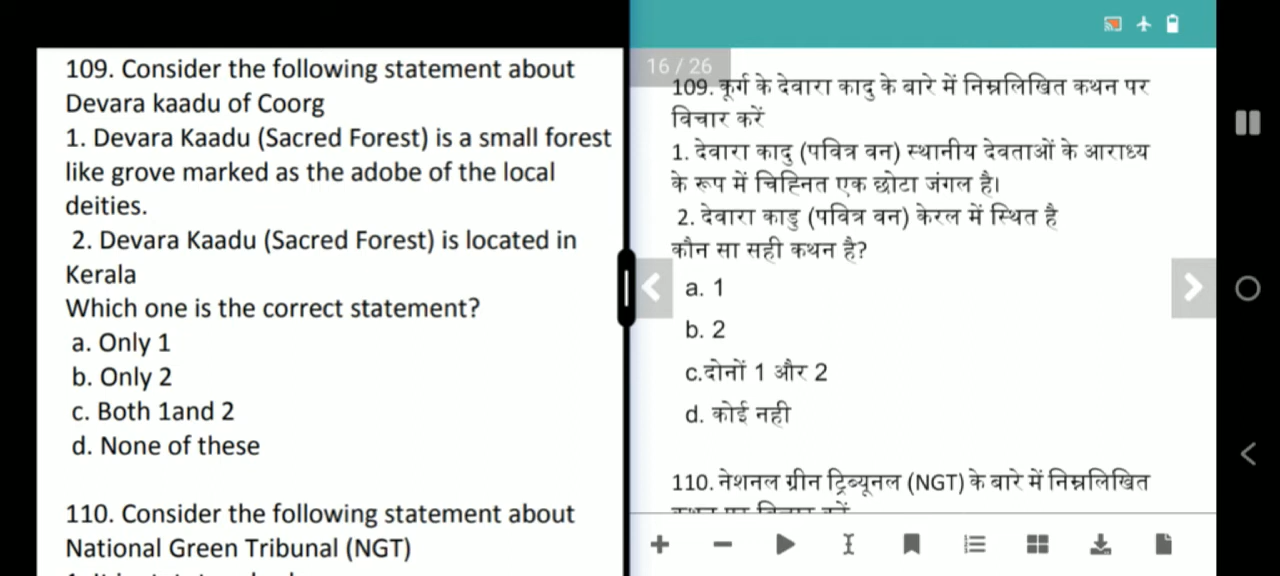 109. Consider the following statement about
Devara kaadu of Coorg
1. Devara Kaadu (Sacred Forest) is a small forest
like grove marked as the adobe of the local
deities.
2. Devara Kaadu (Sacred Forest) is located in
Kerala
Which one is the correct statement?
a. Only 1
b. Only 2
c. Both 1and 2
d. None of these
110. Consider the following statement about
National Green Tribunal (NGT)
16 / 26
109. कूर्ग के देवारा कादु के बारे में निम्नलिखित कथन पर
विचार करें
1. देवारा कादु (पवित्र वन) स्थानीय देवताओं के आराध्य
के रूप में चिह्नित एक छोटा जंगल है।
2. देवारा काडु (पवित्र वन) केरल में स्थित है
कौन सा सही कथन है?
a. 1
b. 2
c.दोनों 1 और 2
d. कोई नही
110. नेशनल ग्रीन ट्रिब्यूनल (NGT) के बारे में निम्नलिखित